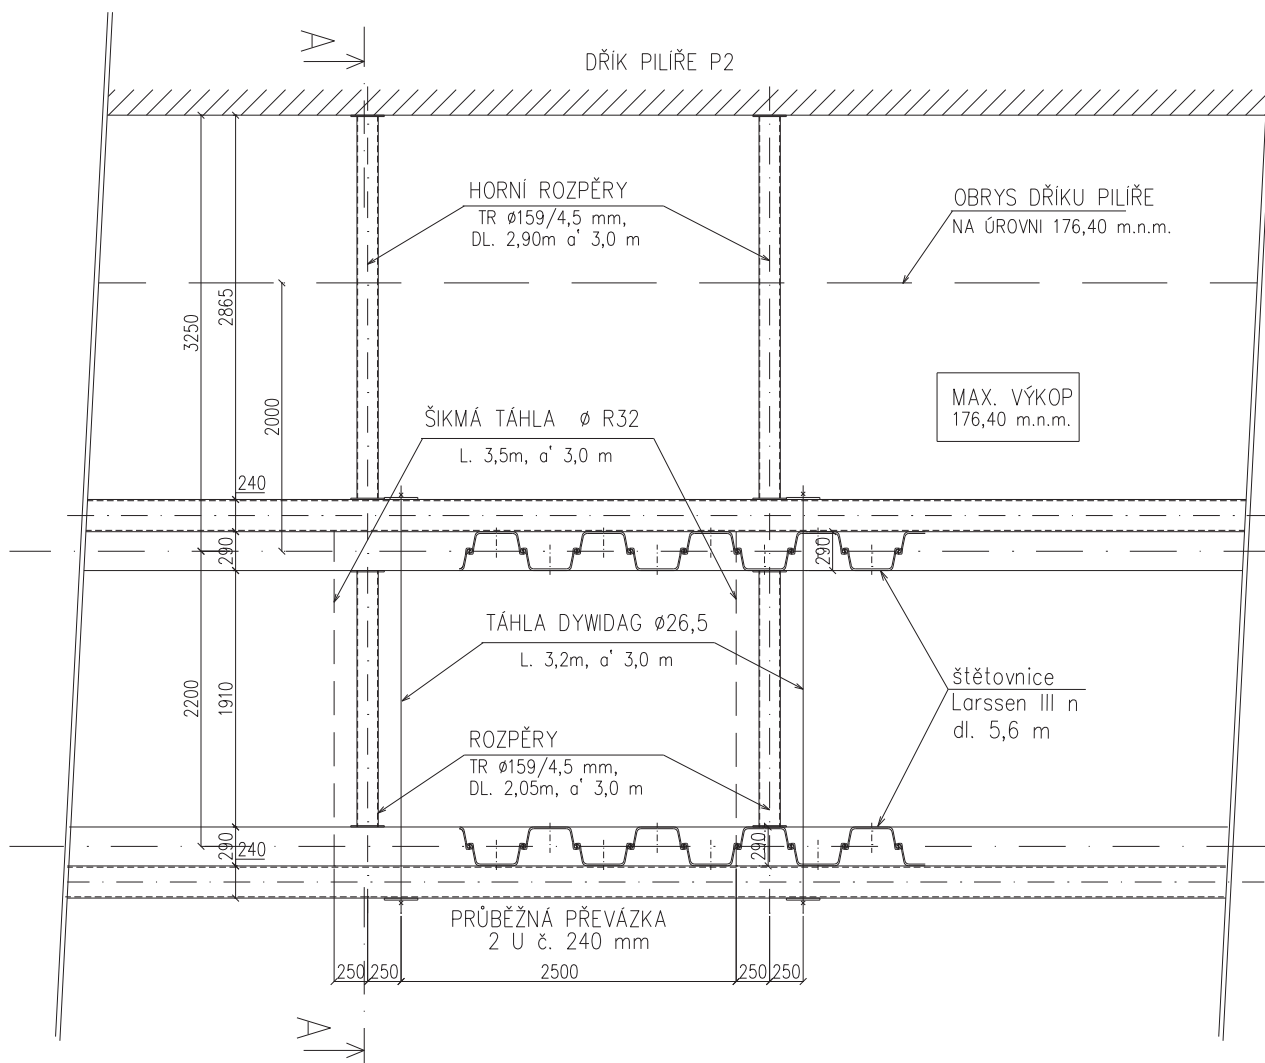 A
DŘÍK PILÍŘE P2
HORNÍ ROZPĚRY
TR ø159/4,5 mm,
DL. 2,90m a' 3,0 m
OBRYS DŘÍKU PILÍŘE
NA ÚROVNI 176,40 m.n.m.
3250
2865
2000
MAX. VÝKOP
176,40 m.n.m.
ŠIKMÁ TÁHLA ø R32
L. 3,5m, a' 3,0 m
240
290
290
TÁHLA DYWIDAG ø26,5
L. 3,2m, a' 3,0 m
štětovnice
Larssen III n
dl. 5,6 m
2200
1910
ROZPĚRY
TR ø159/4,5 mm,
DL. 2,05m, a' 3,0 m
290
240
290
PRŮBĚŽNÁ PŘEVÁZKA
2 U č. 240 mm
250
250
2500
250
250
A